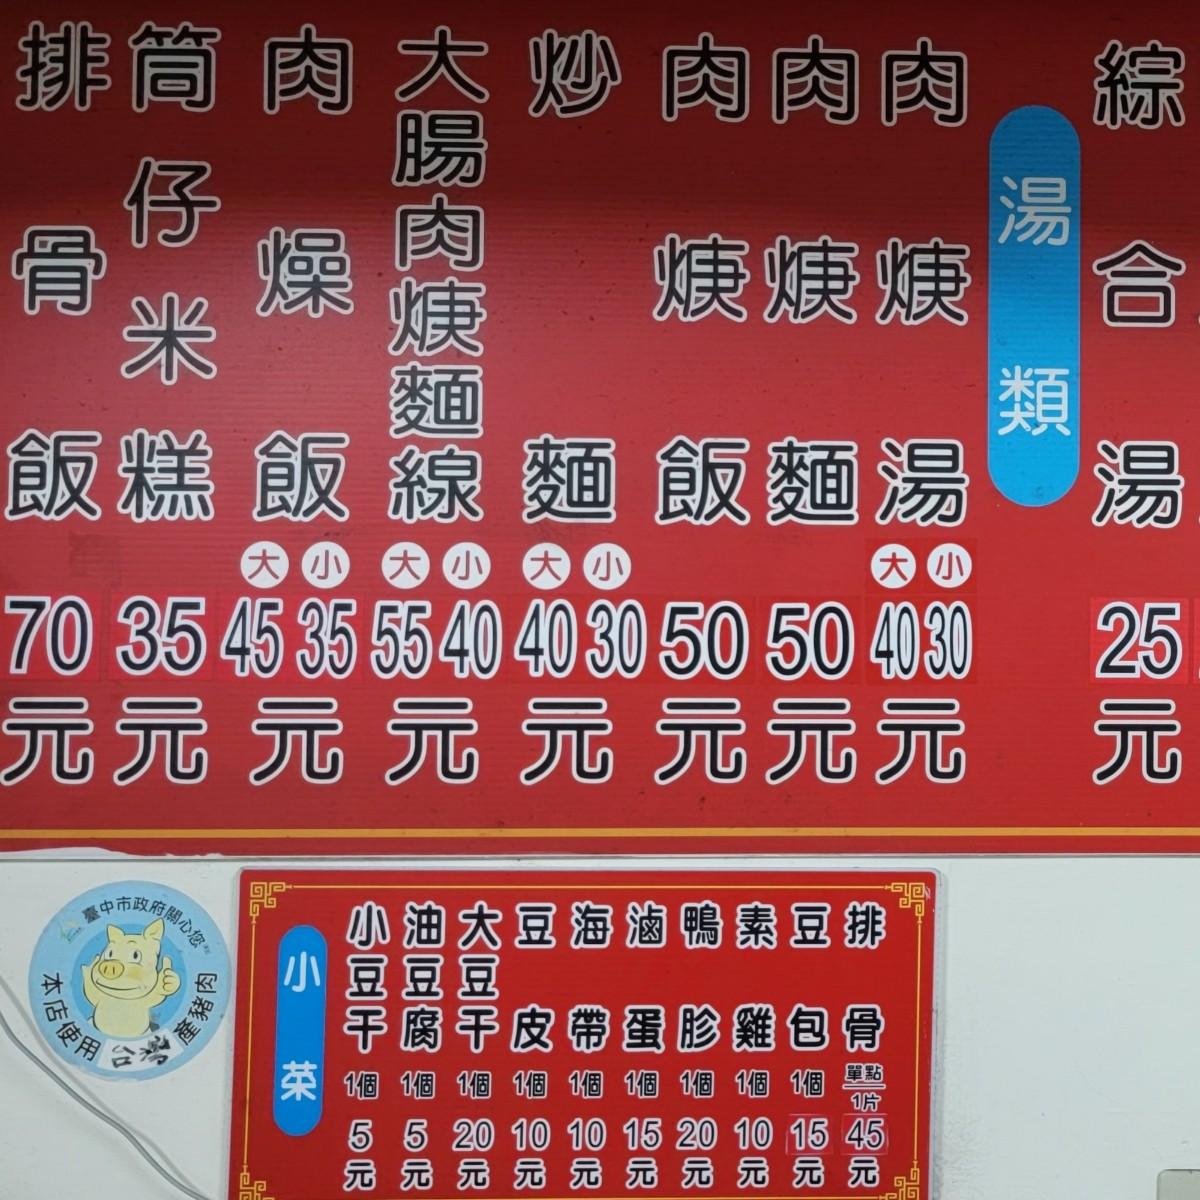 綜合湯 25元
湯類
肉焿湯 大40 小30元
肉焿麵 50元
肉焿飯 50元
炒麵 大40 小30元
大腸肉焿麵線 大55 小40元
肉燥飯 大45 小35元
筒仔米糕 35元
排骨飯 70元
臺中市政府關心您
本店使用
台灣
產豬肉
小菜
排骨 單點 1片 45元
豆包 1個 15元
素雞 1個 10元
鴨胗 1個 20元
滷蛋 1個 15元
海帶 1個 10元
豆皮 1個 10元
大豆干 1個 20元
油豆腐 1個 5元
小豆干 1個 5元